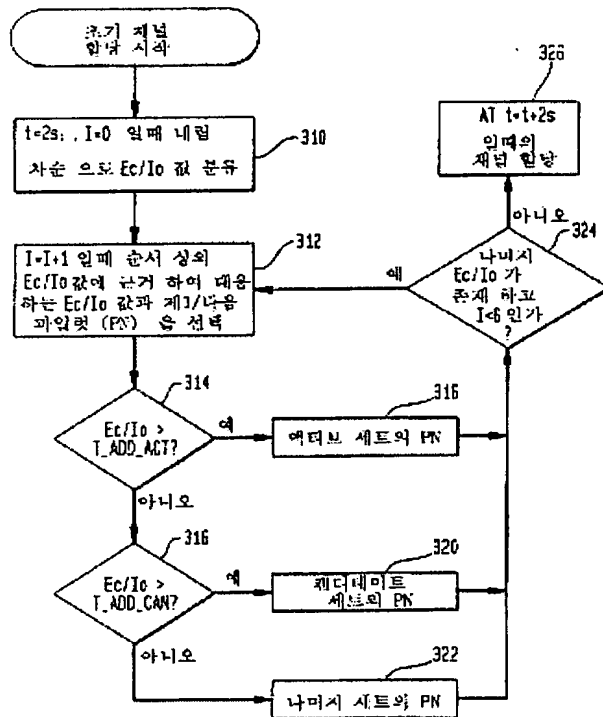 초기 채널
할당 시작
t=2s; , I=0 일때 내림
차순 으로 Ec/Io 값 분류
310
I=I+1 일때 순서 상의
Ec/Io 값에 근거 하여 대응
하는 Ec/Io 값과 제1/다음
파일럿 (PN) 을 선택
312
Ec/Io >
T_ADD_ACT?
314
예
아니오
액티브 세트의 PN
316
Ec/Io >
T_ADD_CAN?
316
예
아니오
캔디데이트
세트의 PN
320
나머지 세트의 PN
322
나머지
Ec/Io 가
존재 하고
I<6 인가
?
324
예
아니오
AT t=t+2s
일때의
채널 할당
326